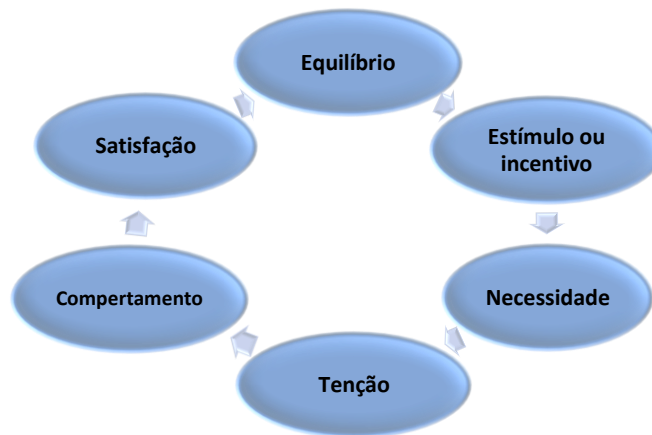 Equilíbrio
Estímulo ou
incentivo
Necessidade
Tenção
Compertamento
Satisfação